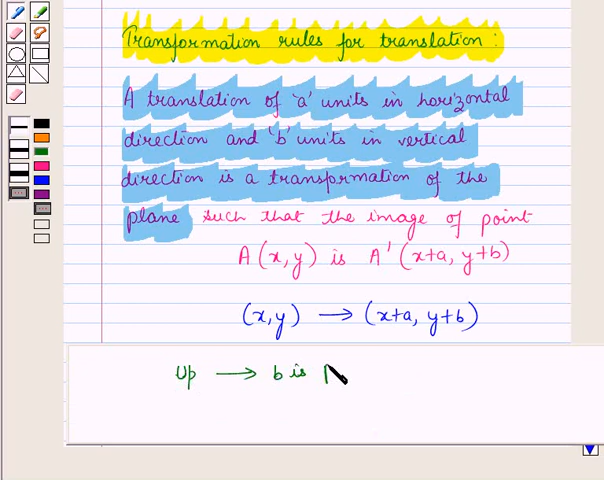 Transformation rules for translation:
A translation of 'a' units in horizontal
direction and 'b' units in vertical
direction is a transformation of the
plane such that the image of point
A(x,y) is A'(x+a, y+b)
(x,y) → (x+a, y+b)
Up → b is